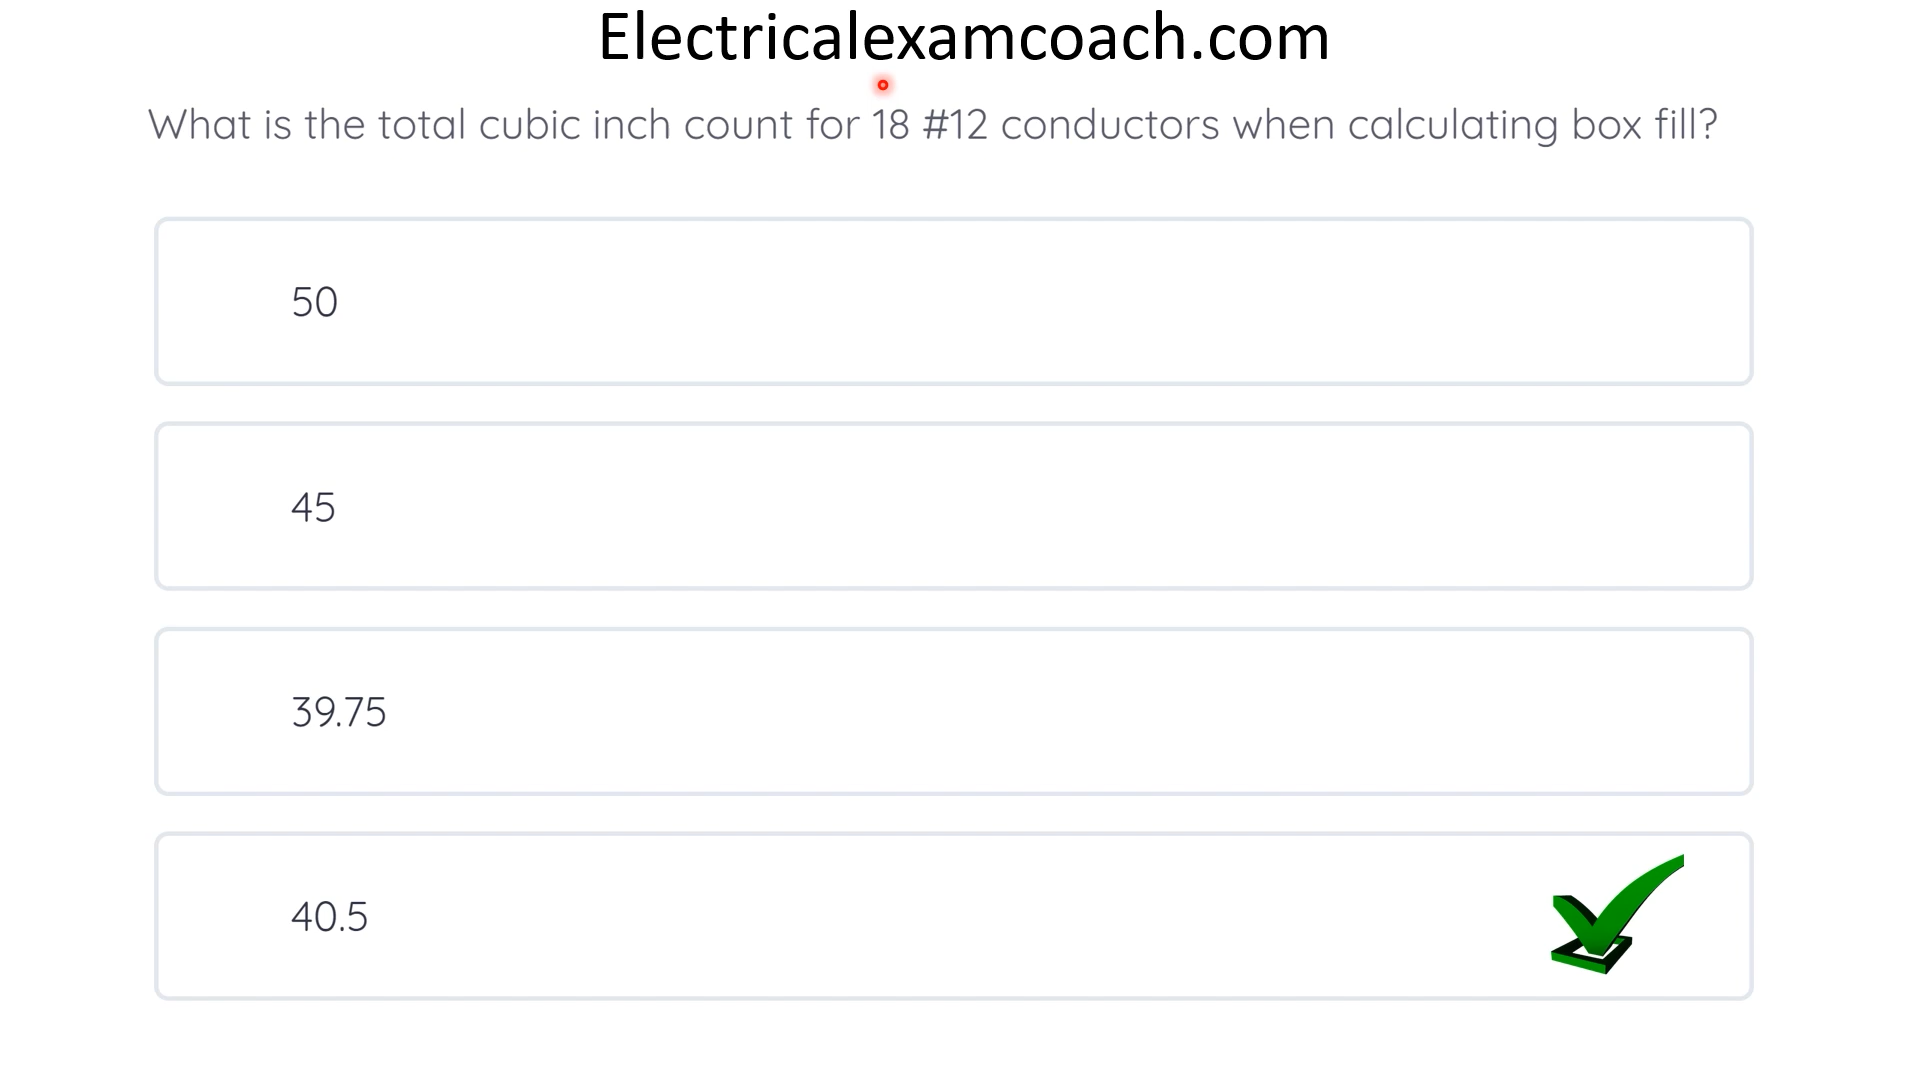 Electricalexamcoach.com
What is the total cubic inch count for 18 #12 conductors when calculating box fill?
50
45
39.75
40.5